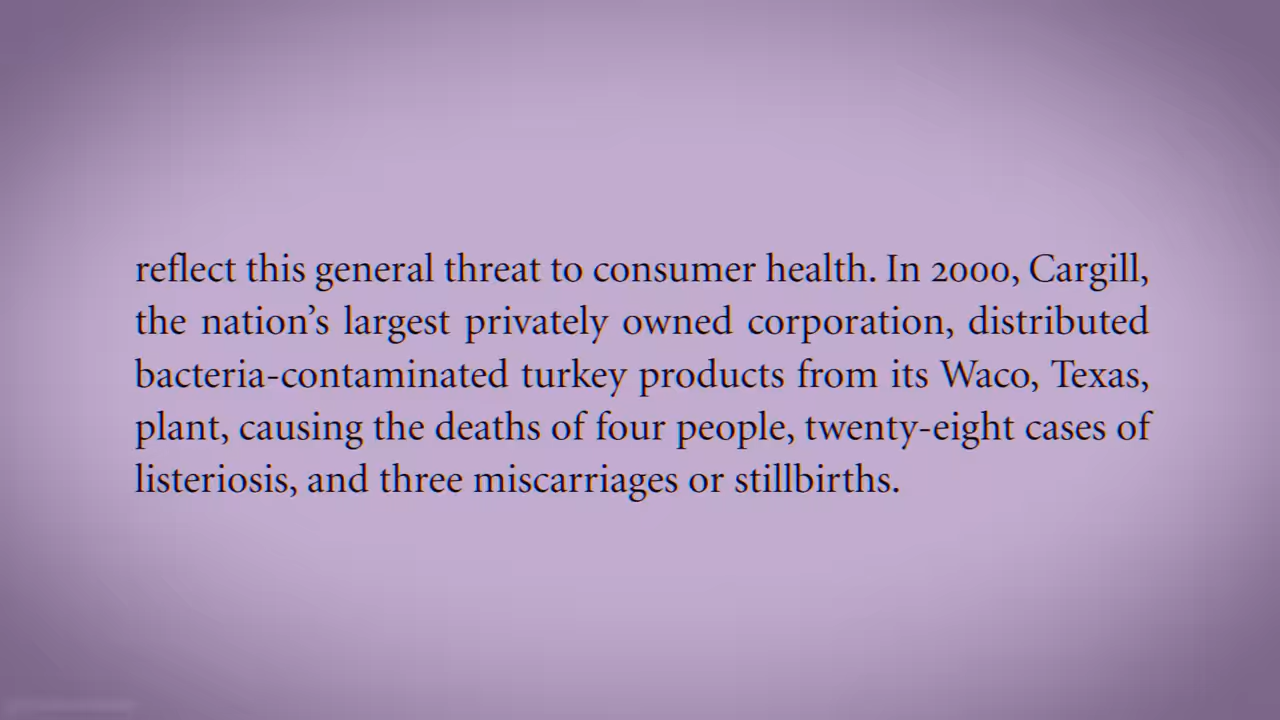 reflect this general threat to consumer health. In 2000, Cargill,
the nation’s largest privately owned corporation, distributed
bacteria-contaminated turkey products from its Waco, Texas,
plant, causing the deaths of four people, twenty-eight cases of
listeriosis, and three miscarriages or stillbirths.